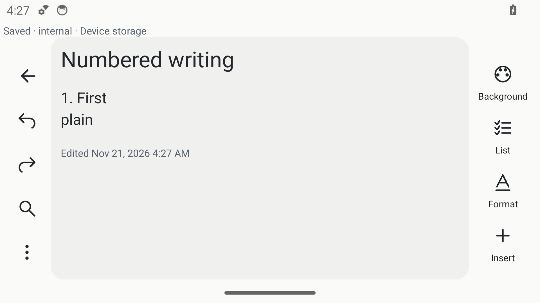 4:27
Saved · internal · Device storage
Numbered writing
1. First
plain
Edited Nov 21, 2026 4:27 AM
Background
List
Format
Insert